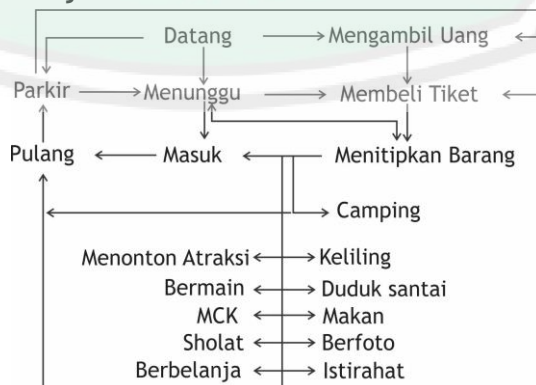 Datang Mengambil Uang
Parkir Menunggu Membeli Tiket
Pulang Masuk Menitipkan Barang
Camping
Menonton Atraksi Keliling
Bermain Duduk santai
MCK Makan
Sholat Berfoto
Berbelanja Istirahat